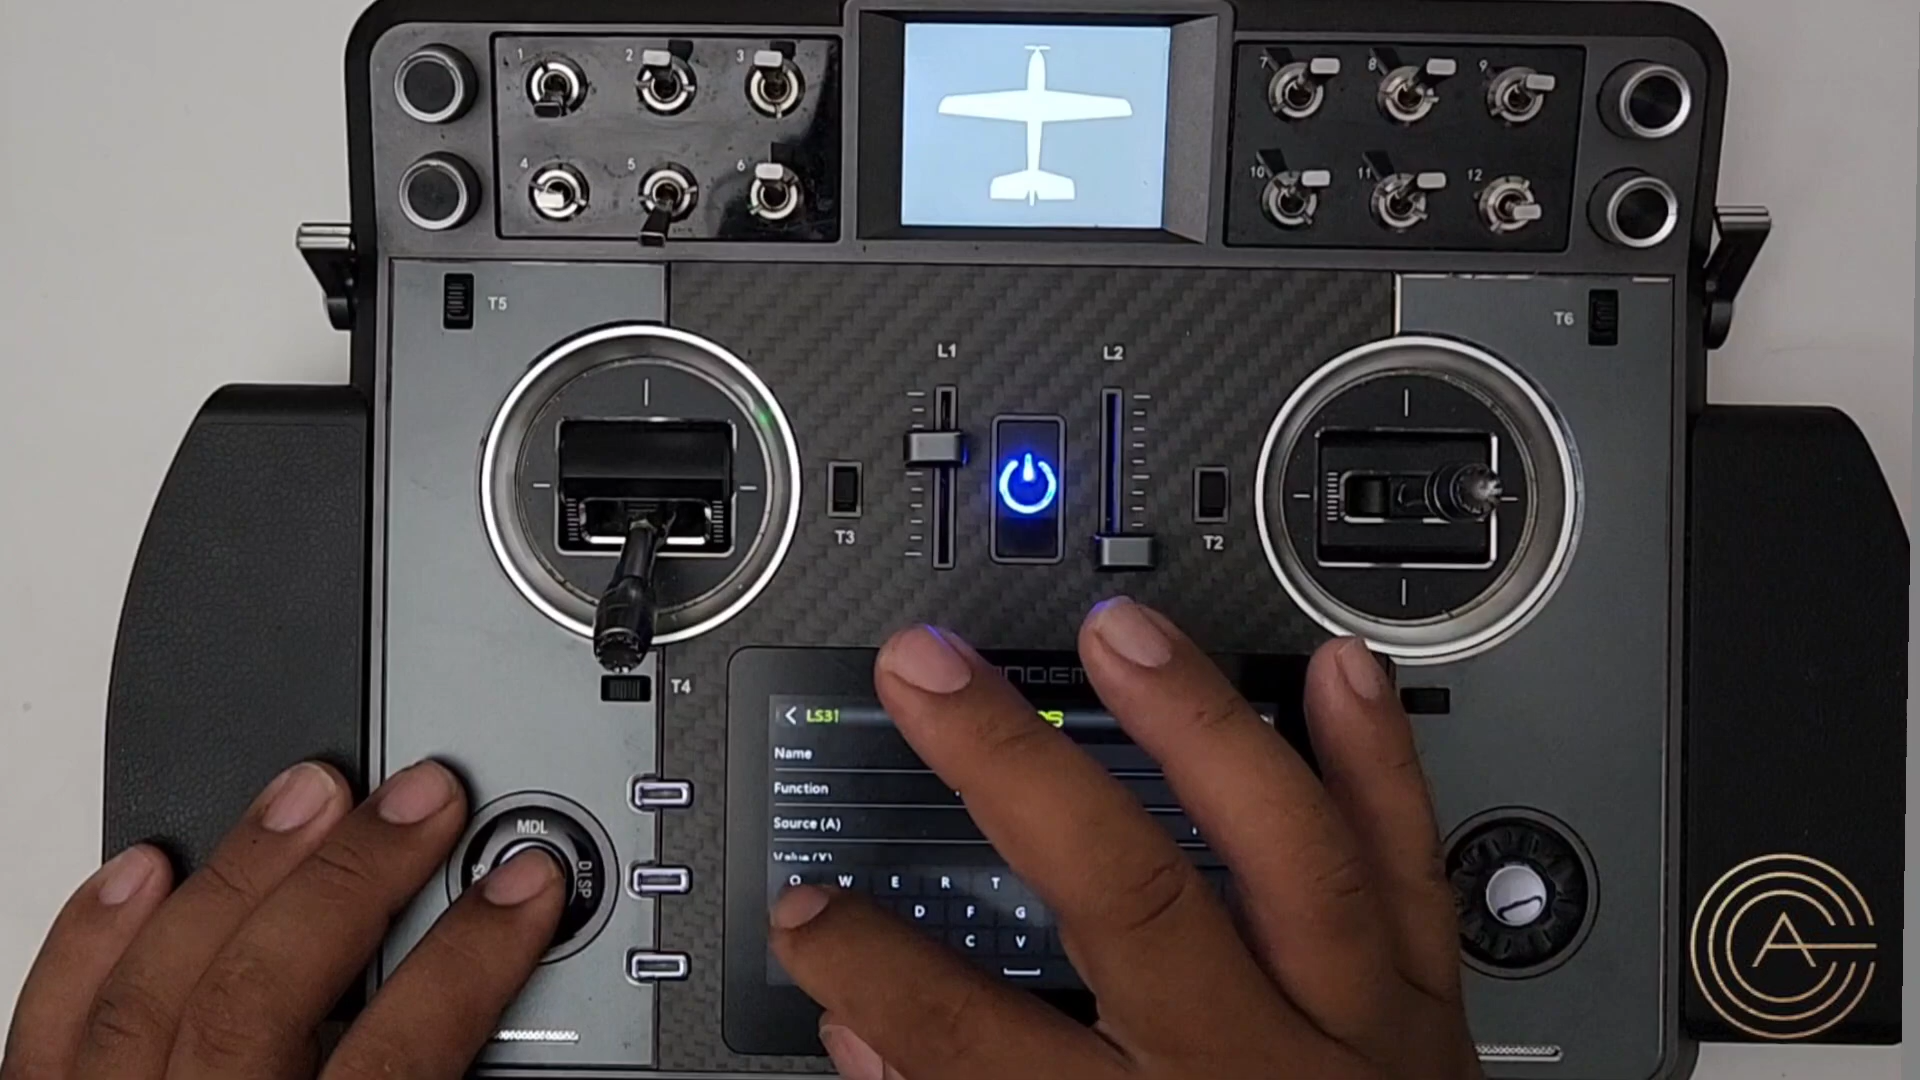 1 2 3
7 8 9
4 5 6
10 11 12
T5
T6
L1 L2
T3
T2
T4
< LS31
Name
Function
Source (A)
Value (X)
Q W E R T
D F G
C V
MDL
DISP
A